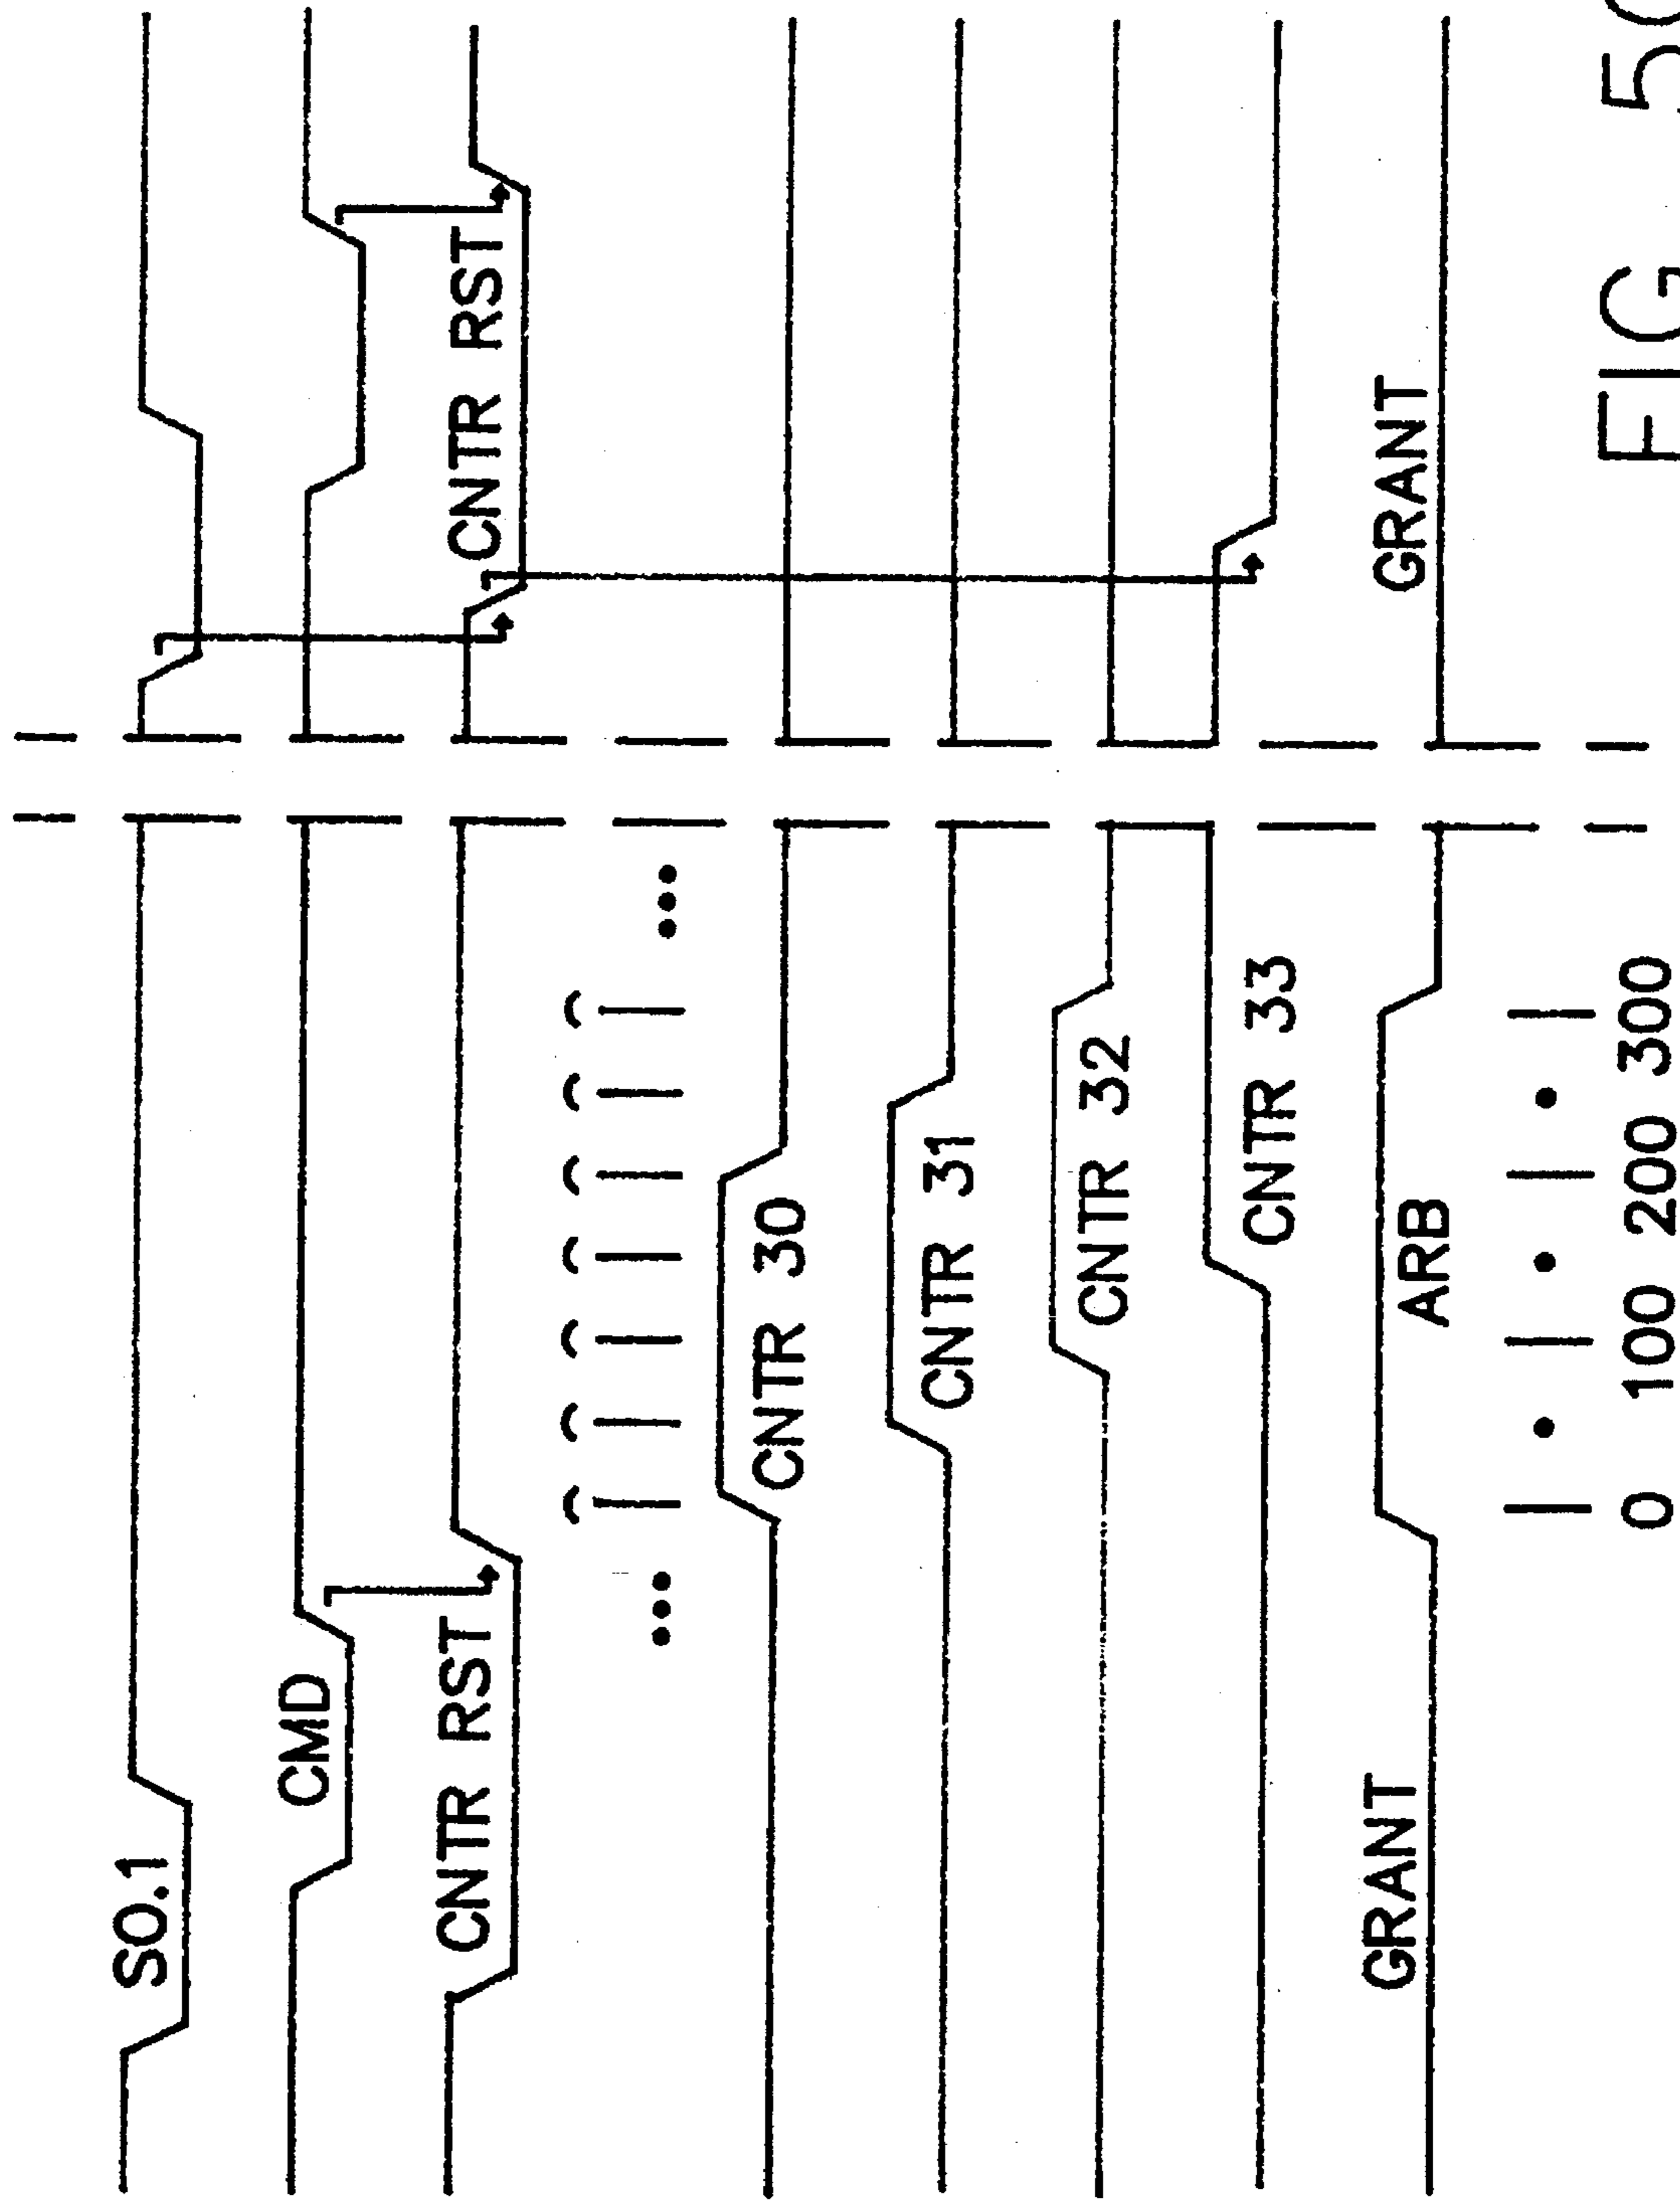 SO.1
CMD
CNTR RST CNTR RST
CNTR 30
CNTR 31
CNTR 32
CNTR 33
GRANT ARB GRANT
0 100 200 300
FIG 5